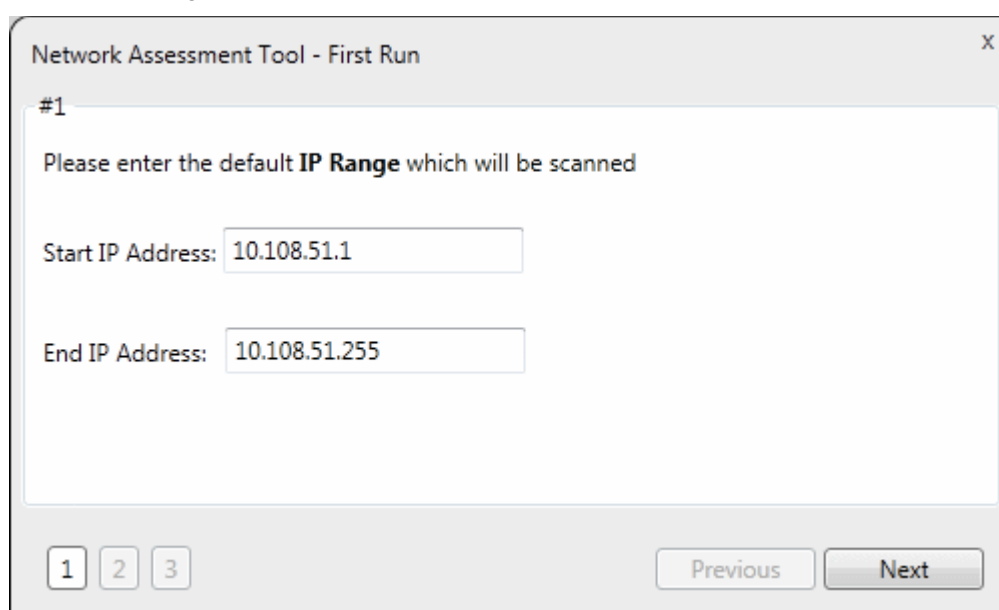 Network Assessment Tool - First Run
x
#1
Please enter the default IP Range which will be scanned
Start IP Address: 10.108.51.1
End IP Address: 10.108.51.255
1 2 3 Previous Next